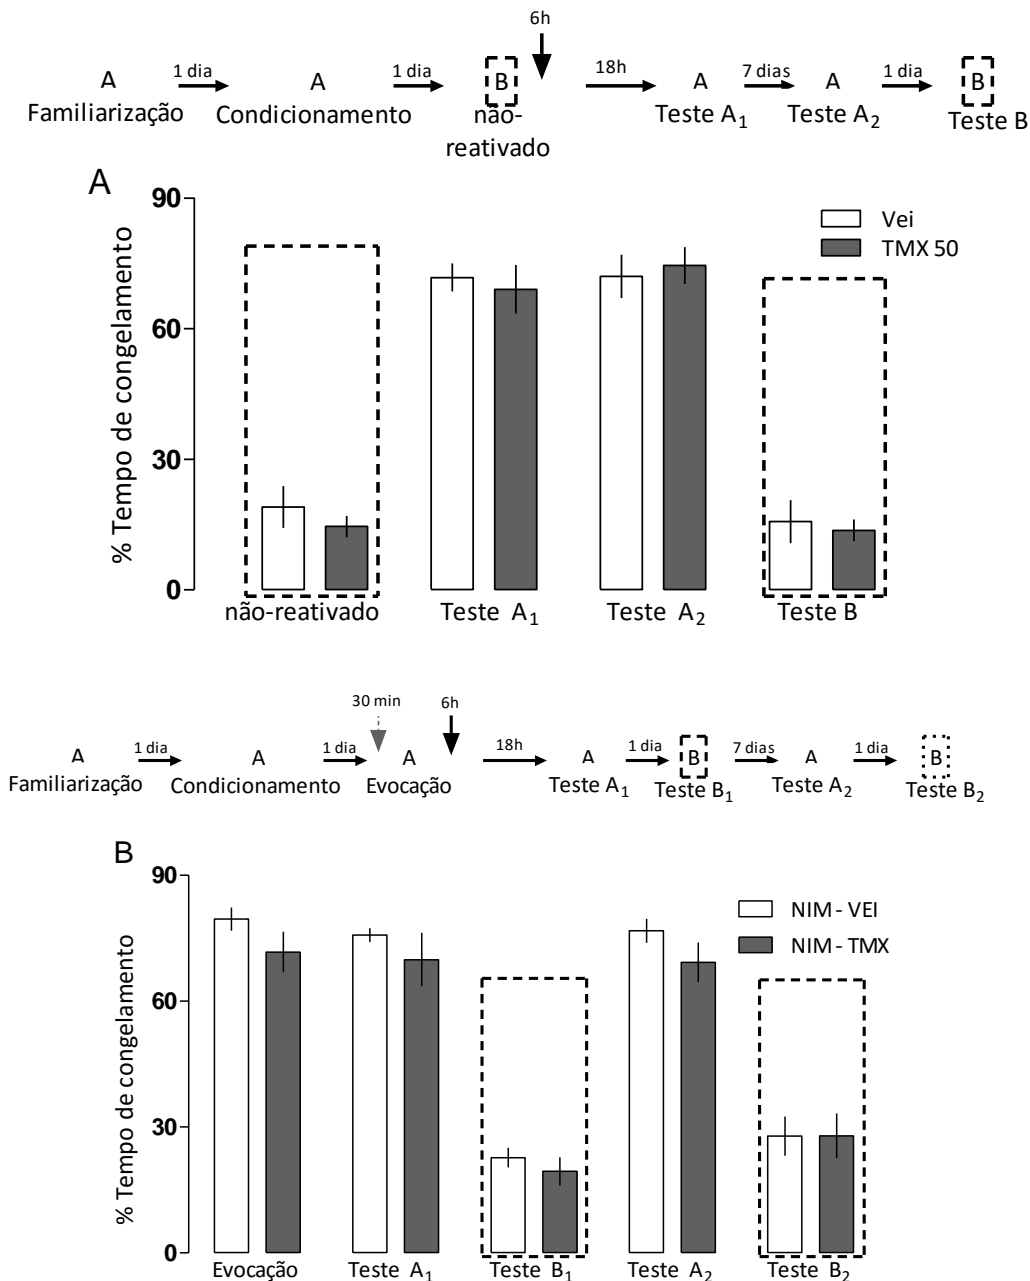 6h
1 dia 1 dia 18h 7 dias 1 dia
A A B A A B
Familiarização Condicionamento não-reativado Teste A1 Teste A2 Teste B
A
90
60
30
0
% Tempo de congelamento
Vei
TMX 50
não-reativado Teste A1 Teste A2 Teste B
30 min 6h
1 dia 1 dia 18h 1 dia 7 dias 1 dia
A A A A B A B
Familiarização Condicionamento Evocação Teste A1 Teste B1 Teste A2 Teste B2
B
90
60
30
0
% Tempo de congelamento
NIM - VEI
NIM - TMX
Evocação Teste A1 Teste B1 Teste A2 Teste B2